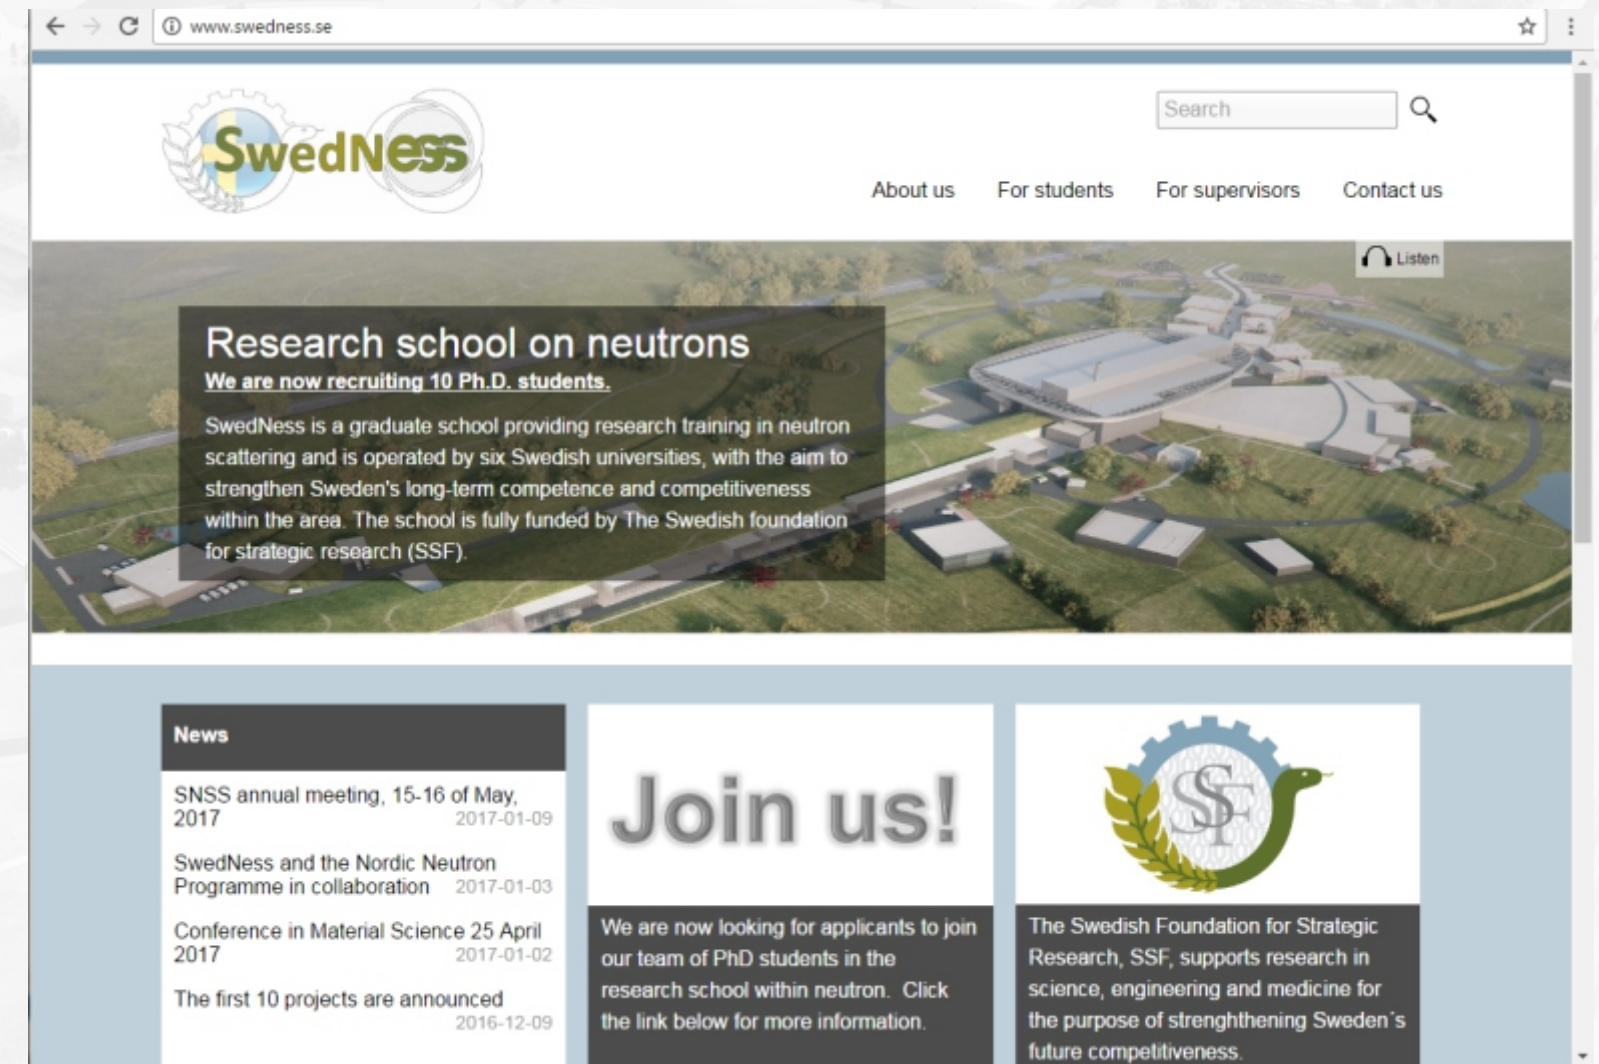 www.swedness.se
SwedNess
Search
About us
For students
For supervisors
Contact us
Listen
Research school on neutrons
We are now recruiting 10 Ph.D. students.
SwedNess is a graduate school providing research training in neutron
scattering and is operated by six Swedish universities, with the aim to
strengthen Sweden's long-term competence and competitiveness
within the area. The school is fully funded by The Swedish foundation
for strategic research (SSF).
News
SNSS annual meeting, 15-16 of May,
2017 2017-01-09
SwedNess and the Nordic Neutron
Programme in collaboration 2017-01-03
Conference in Material Science 25 April
2017 2017-01-02
The first 10 projects are announced
2016-12-09
Join us!
We are now looking for applicants to join
our team of PhD students in the
research school within neutron. Click
the link below for more information.
SSF
The Swedish Foundation for Strategic
Research, SSF, supports research in
science, engineering and medicine for
the purpose of strenghthening Sweden´s
future competitiveness.